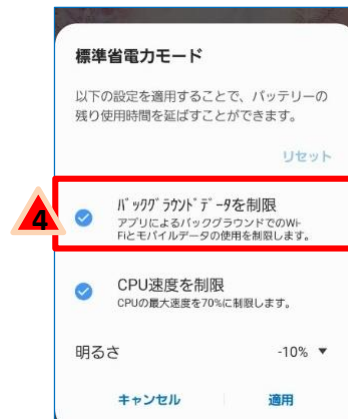 標準省電力モード
以下の設定を適用することで、バッテリーの
残り使用時間を延ばすことができます。
リセット
バックグラウンドデータを制限
アプリによるバックグラウンドでのWi-
Fiとモバイルデータの使用を制限します。
4
CPU速度を制限
CPUの最大速度を70%に制限します。
明るさ -10% ▼
キャンセル 適用